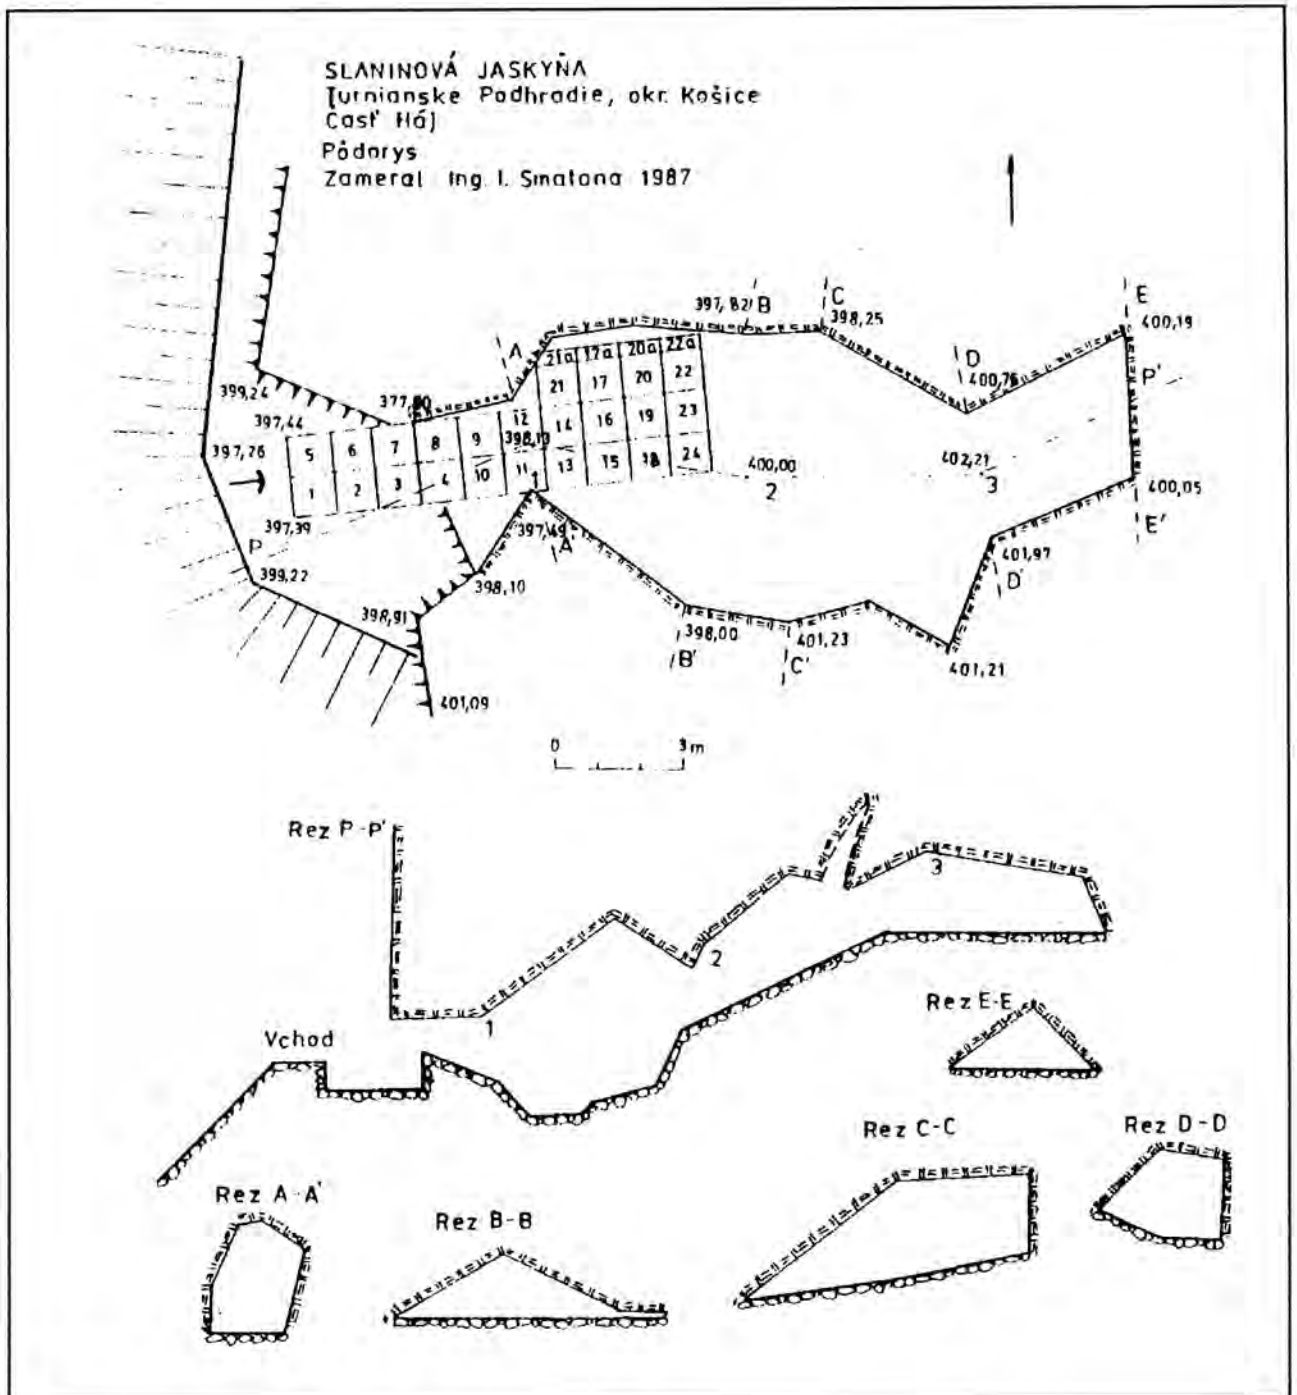 SLANINOVÁ JASKYŇA
Turnianske Podhradie, okr. Košice
Časť Háj
Pôdorys
Zameral Ing. I. Smatana 1987
E
B
C
397,82
398,25
400,19
A
D
400,76
P'
21a 17a 20a 22a
21 17 20 22
399,24
377,80
397,44
12
14 16 19 23
398,13
5 6 7 8 9
397,26
11 13 15 18 24
400,00
402,21
1 2 3 4 10
1
2
3
400,05
397,39
397,49
A'
E'
P
399,22
398,10
401,97
D'
398,91
398,00
401,23
B'
C'
401,21
401,09
0 3m
Rez P-P'
3
2
1
Vchod
Rez E-E
Rez C-C
Rez D-D
Rez A-A'
Rez B-B